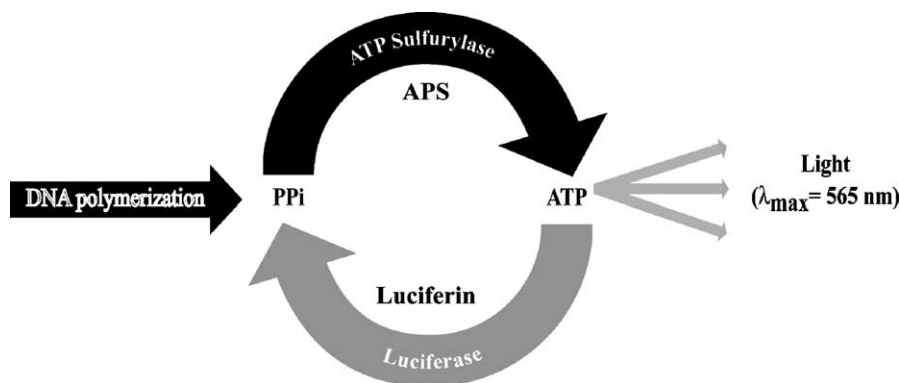 ATP Sulfurylase
APS
DNA polymerization
PPi
ATP
Light
(λmax= 565 nm)
Luciferin
Luciferase